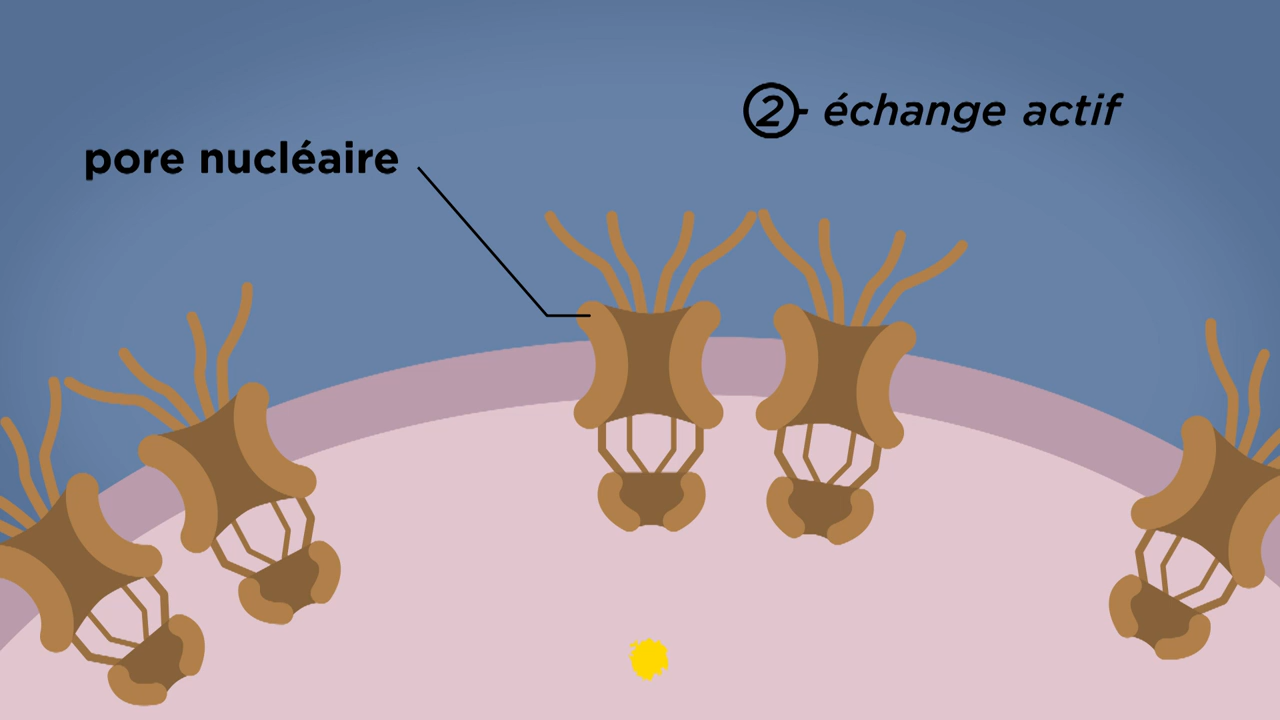 ②- échange actif
pore nucléaire